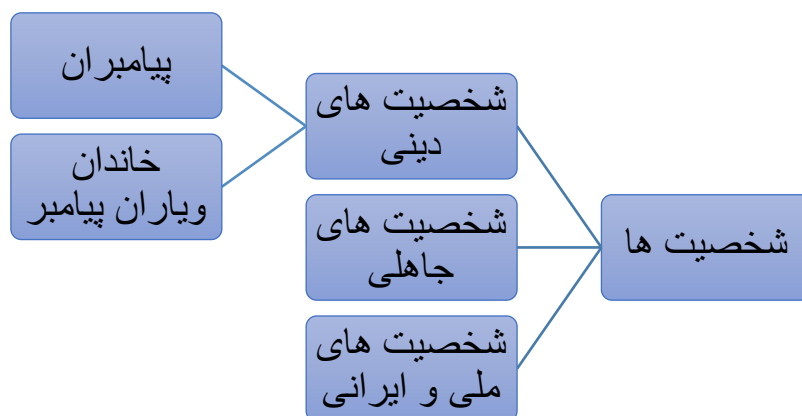 شخصیت ها
شخصیت های
دینی
پیامبران
خاندان
ویاران پیامبر
شخصیت های
جاهلی
شخصیت های
ملی و ایرانی